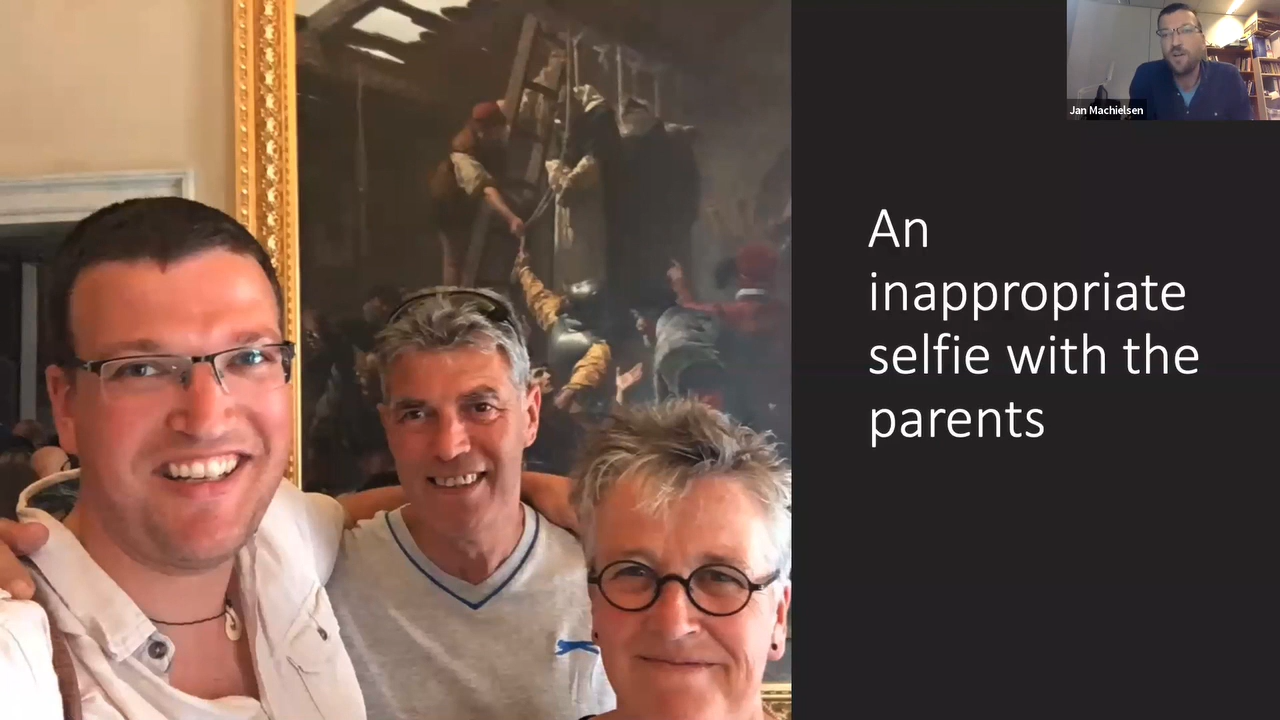 Jan Machielsen
An
inappropriate
selfie with the
parents